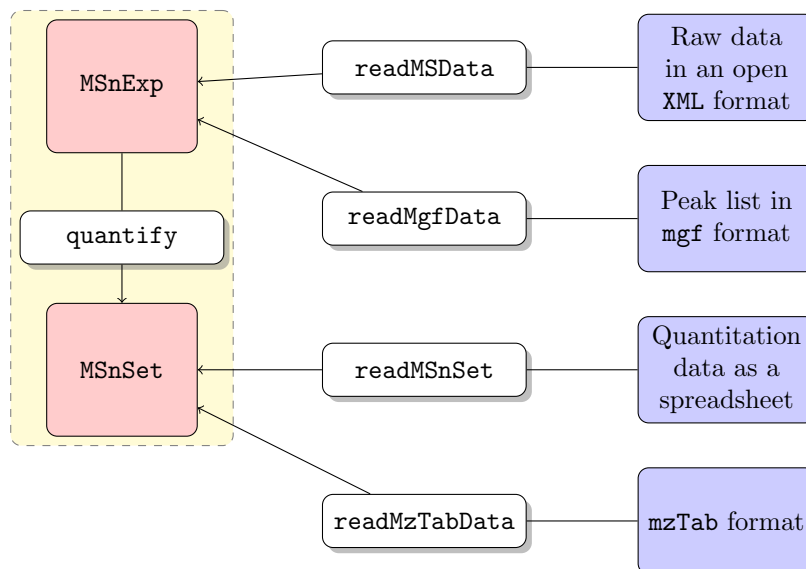 MSnExp
readMSData
Raw data
in an open
XML format
readMgfData
Peak list in
mgf format
quantify
MSnSet
readMSnSet
Quantitation
data as a
spreadsheet
readMzTabData
mzTab format